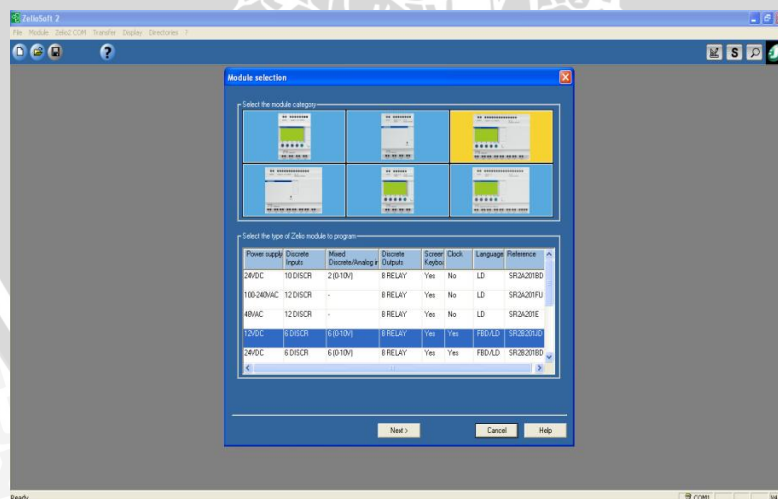 ZelioSoft 2
File Module Zelio2 COM Transfer Display Directories ?
?
S
Module selection
Select the module category
Select the type of Zelio module to program
Power supply Discrete Inputs Mixed Discrete/Analog in Discrete Outputs Screen Keyboa Clock Language Reference
24VDC 10 DISCR 2 (0-10V) 8 RELAY Yes No LD SR2A201BD
100-240VAC 12 DISCR - 8 RELAY Yes No LD SR2A201FU
48VAC 12 DISCR - 8 RELAY Yes No LD SR2A201E
12VDC 6 DISCR 6 (0-10V) 8 RELAY Yes Yes FBD/LD SR2B201JD
24VDC 6 DISCR 6 (0-10V) 8 RELAY Yes Yes FBD/LD SR2B201BD
Next >
Cancel
Help
Ready
COM1